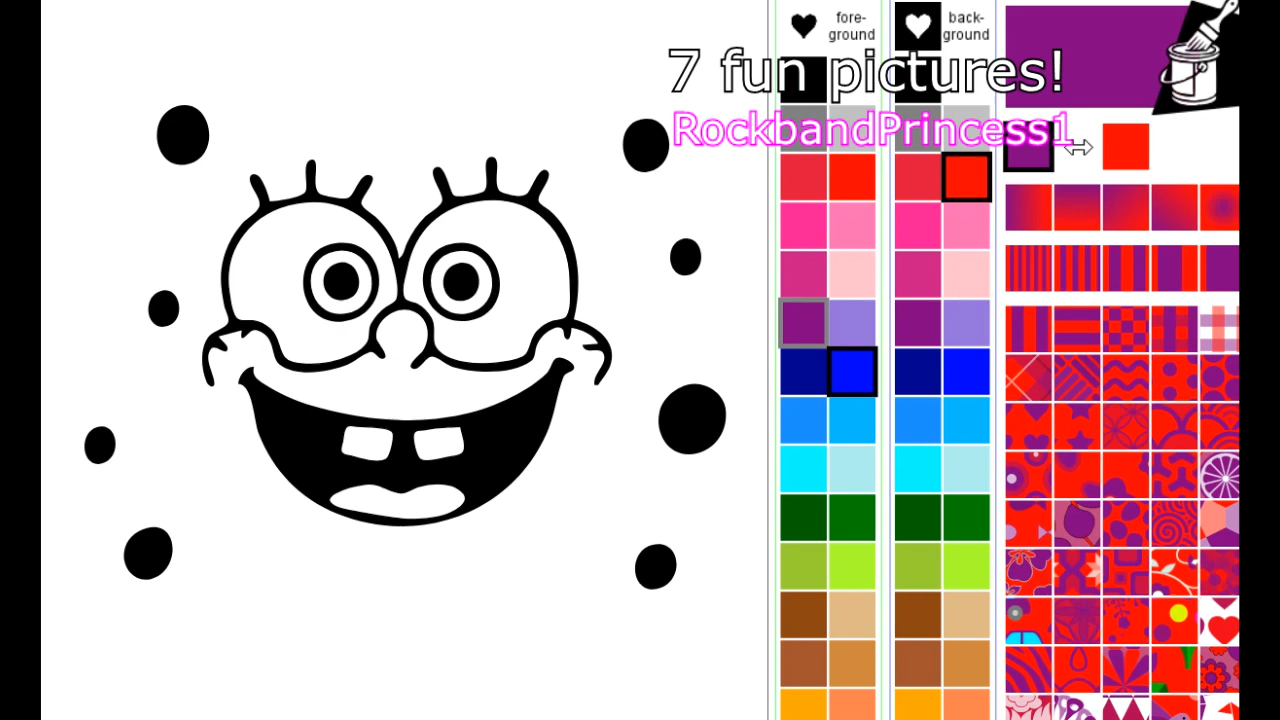 fore-
ground
back-
ground
7 fun pictures!
RockbandPrincess1